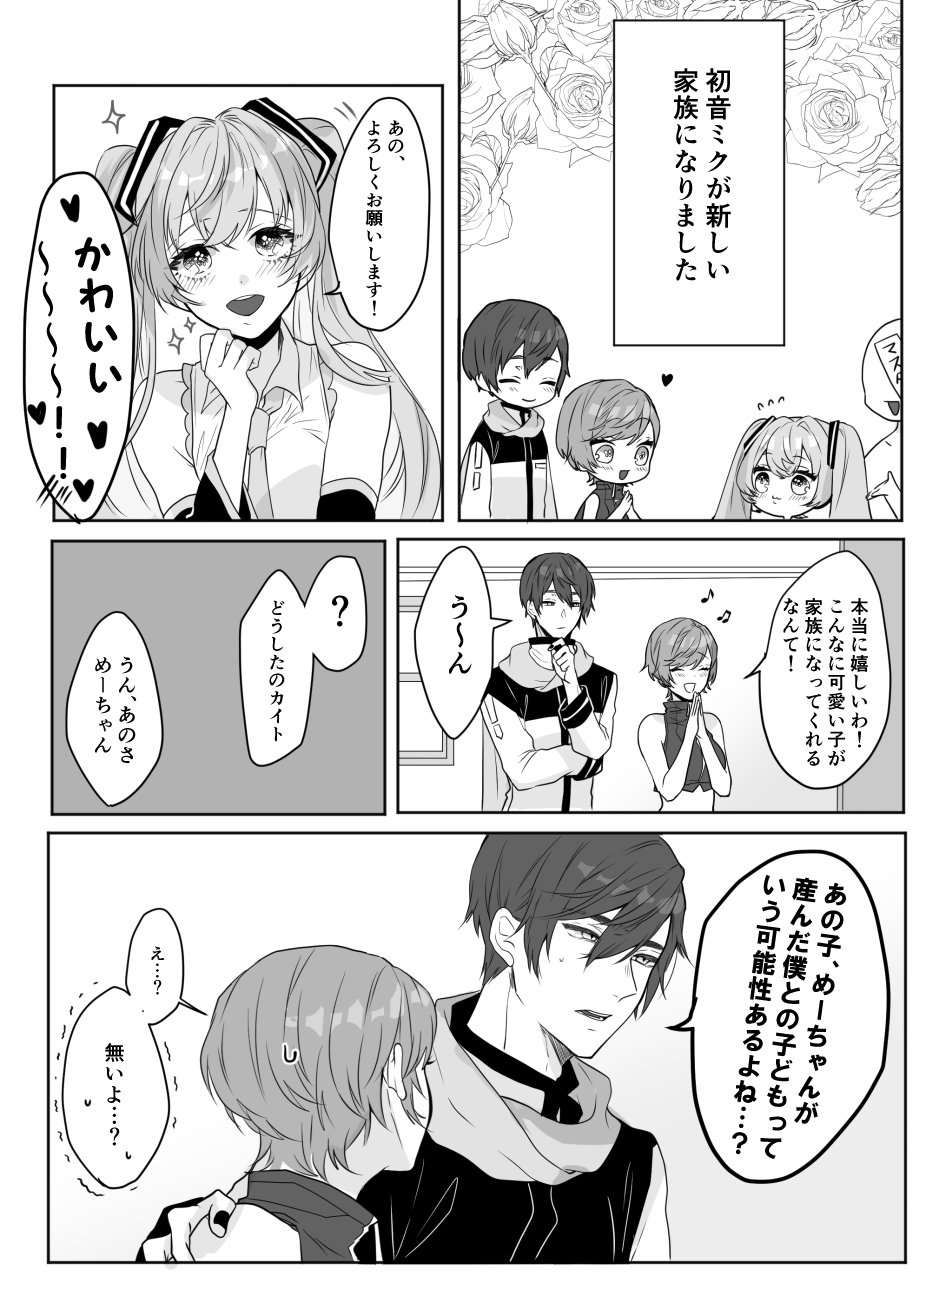 初音ミクが新しい
家族になりました
マスター
あの、
よろしくお願いします！
かわいい
～～～～～！！
本当に嬉しいわ！
こんなに可愛い子が
家族になってくれる
なんて！
う～ん
？
どうしたのカイト
うん、あのさ
めーちゃん
あの子、めーちゃんが
産んだ僕との子どもって
いう可能性あるよね…？
え…？
無いよ…？